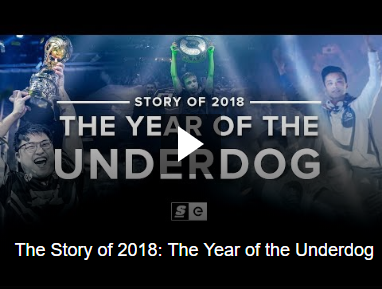 STORY OF 2018
THE YEAR OF THE
UNDERDOG
S e
The Story of 2018: The Year of the Underdog